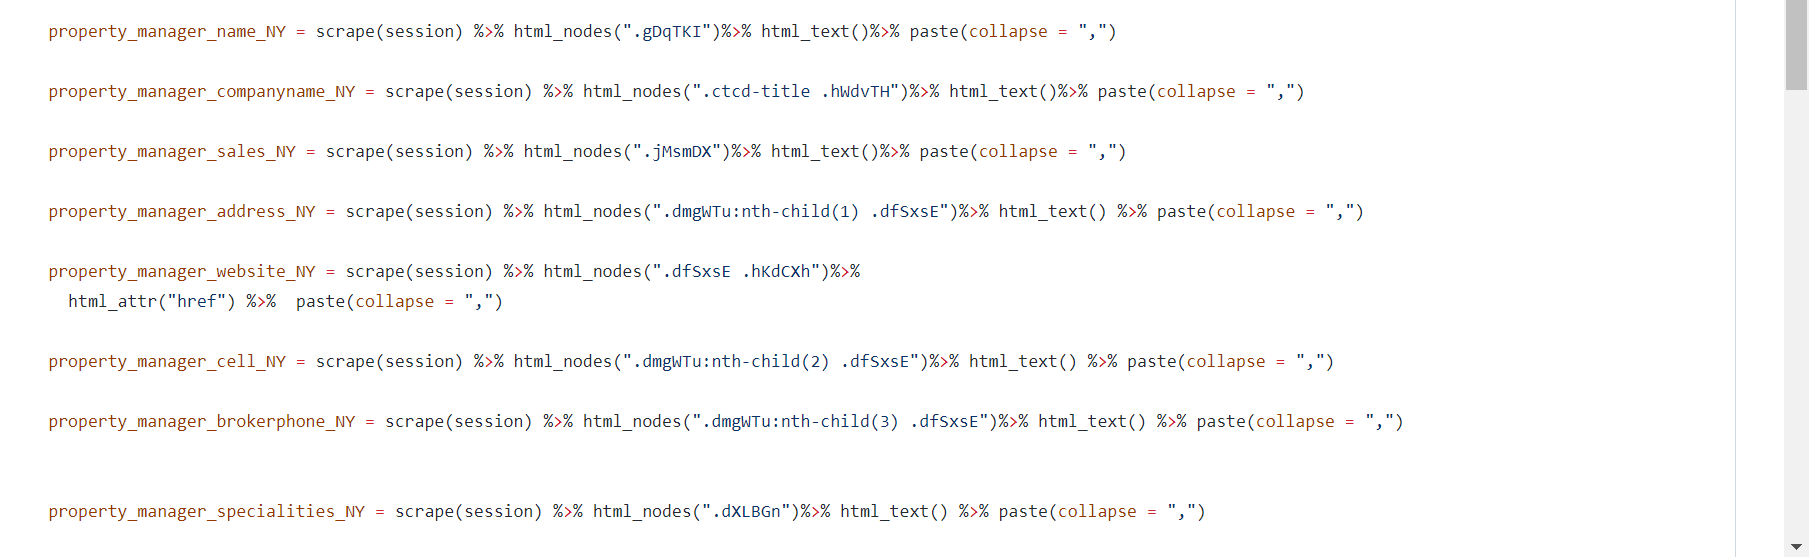 property_manager_name_NY = scrape(session) %>% html_nodes(".gDqTKI")%>% html_text()%>% paste(collapse = ",")
property_manager_companyname_NY = scrape(session) %>% html_nodes(".ctcd-title .hWdvTH")%>% html_text()%>% paste(collapse = ",")
property_manager_sales_NY = scrape(session) %>% html_nodes(".jMsmDX")%>% html_text()%>% paste(collapse = ",")
property_manager_address_NY = scrape(session) %>% html_nodes(".dmgWTu:nth-child(1) .dfSxsE")%>% html_text() %>% paste(collapse = ",")
property_manager_website_NY = scrape(session) %>% html_nodes(".dfSxsE .hKdCXh")%>%
  html_attr("href") %>%  paste(collapse = ",")
property_manager_cell_NY = scrape(session) %>% html_nodes(".dmgWTu:nth-child(2) .dfSxsE")%>% html_text() %>% paste(collapse = ",")
property_manager_brokerphone_NY = scrape(session) %>% html_nodes(".dmgWTu:nth-child(3) .dfSxsE")%>% html_text() %>% paste(collapse = ",")
property_manager_specialities_NY = scrape(session) %>% html_nodes(".dXLBGn")%>% html_text() %>% paste(collapse = ",")